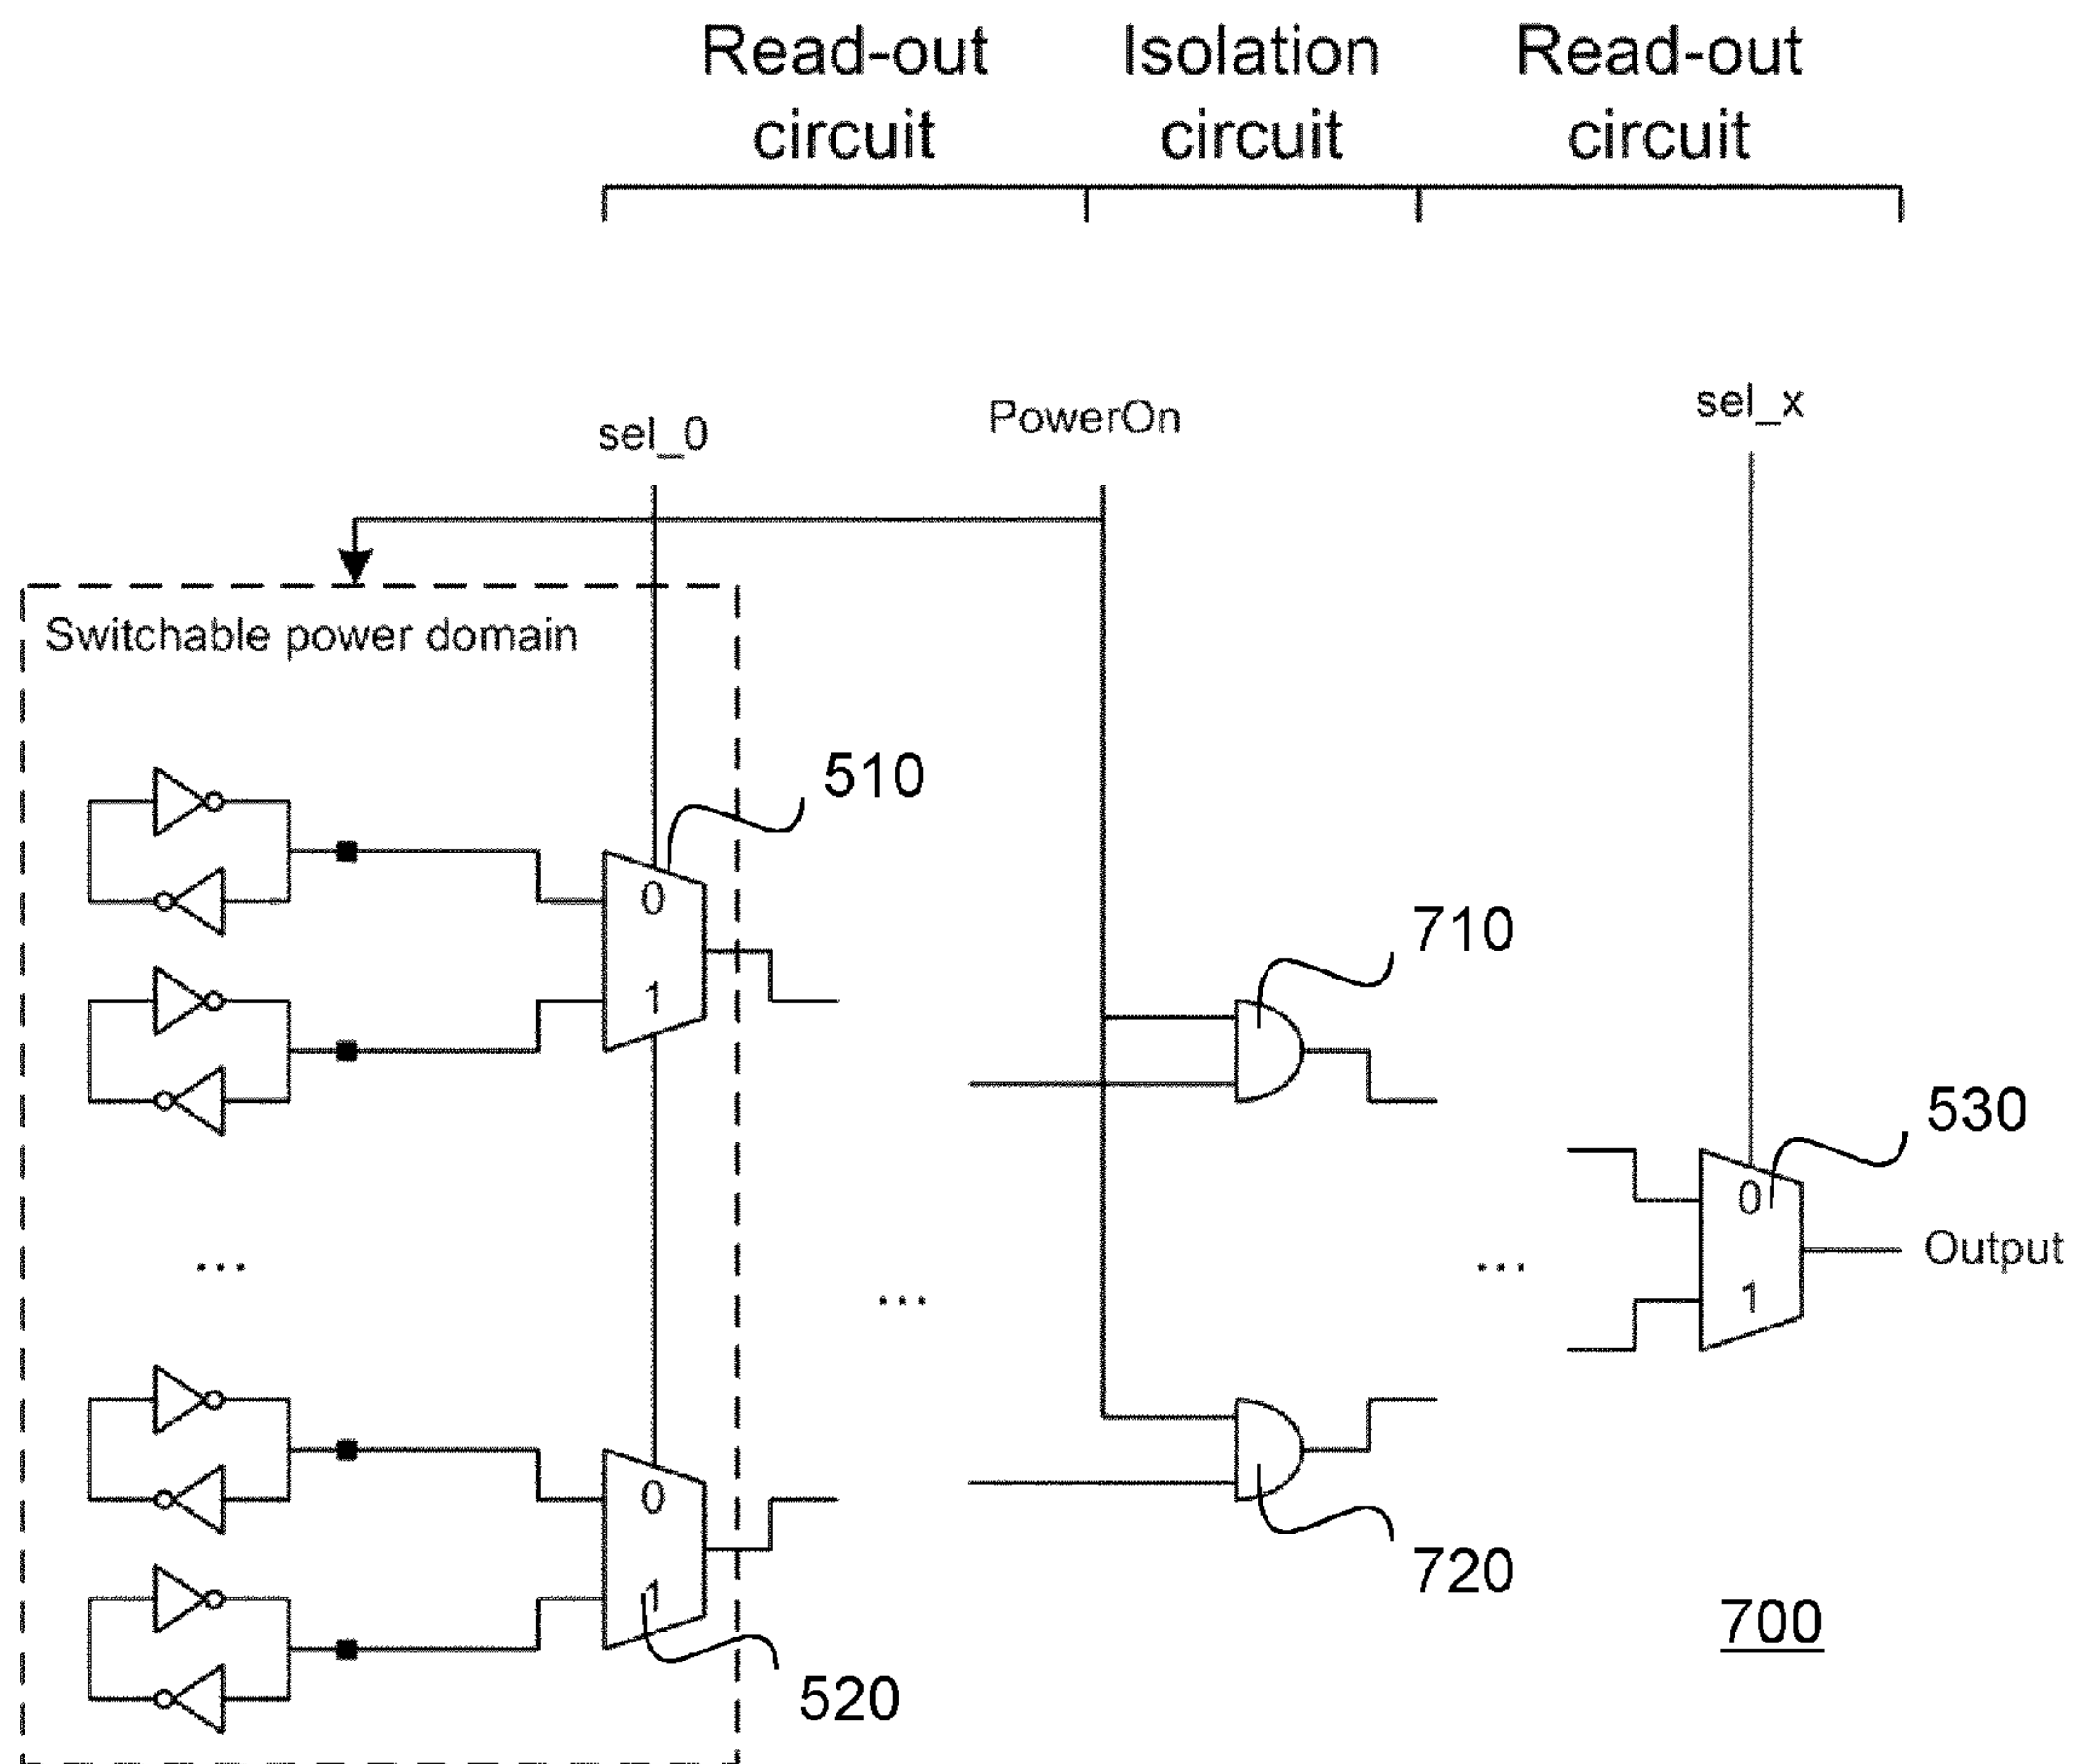 Read-out
circuit
Isolation
circuit
Read-out
circuit
sel_0
PowerOn
sel_x
Switchable power domain
510
0
1
710
530
0
1
Output
...
...
...
0
1
520
720
700